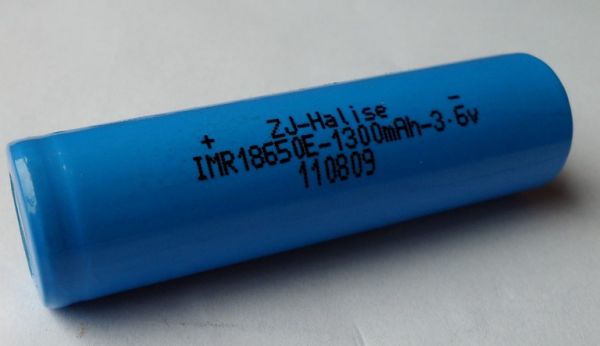 ZJ-Halise
+ IMR18650E-1300mAh-3.6v -
110809